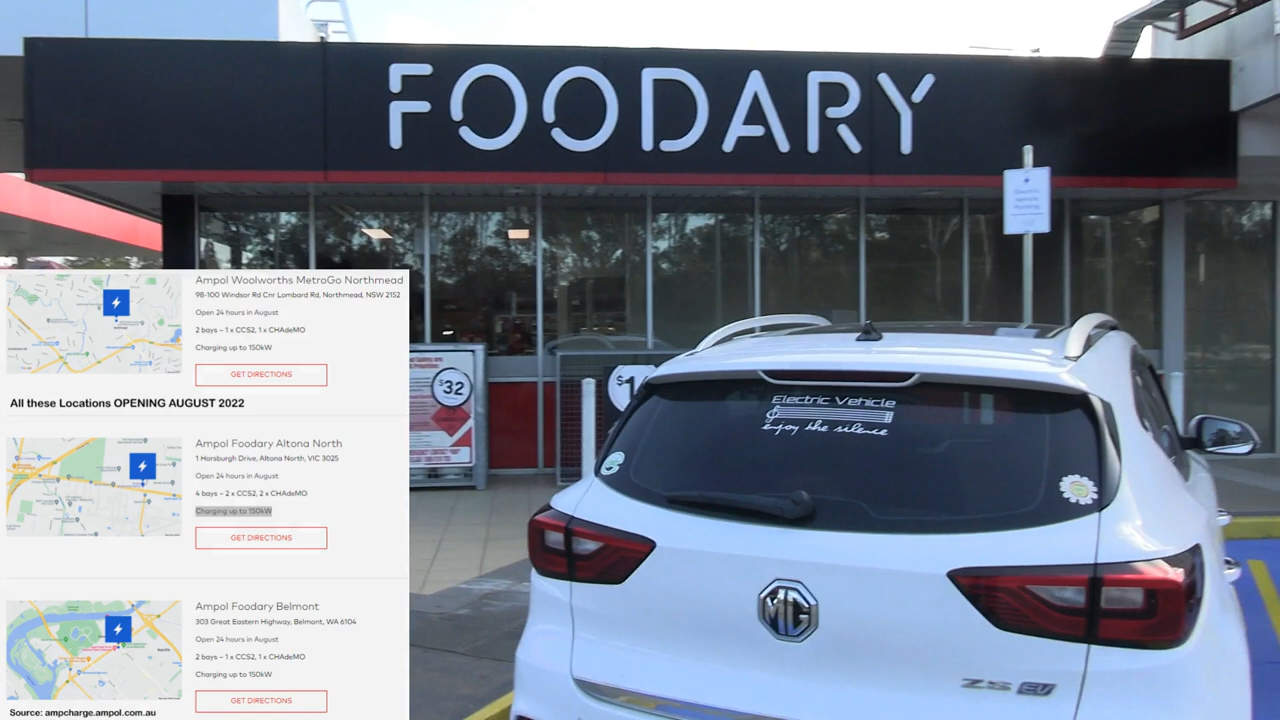 FOODARY
Electric
Vehicle
Parking
Ampol Woolworths MetroGo Northmead
98-100 Windsor Rd Cnr Lombard Rd, Northmead, NSW 2152
Open 24 hours in August
2 bays – 1 x CCS2, 1 x CHAdeMO
Charging up to 150kW
GET DIRECTIONS
All these Locations OPENING AUGUST 2022
Ampol Foodary Altona North
1 Horsburgh Drive, Altona North, VIC 3025
Open 24 hours in August
4 bays – 2 x CCS2, 2 x CHAdeMO
Charging up to 150kW
GET DIRECTIONS
Ampol Foodary Belmont
303 Great Eastern Highway, Belmont, WA 6104
Open 24 hours in August
2 bays – 1 x CCS2, 1 x CHAdeMO
Charging up to 150kW
GET DIRECTIONS
Source: ampcharge.ampol.com.au
$32
$1
Electric Vehicle
enjoy the silence
MG
ZS EV